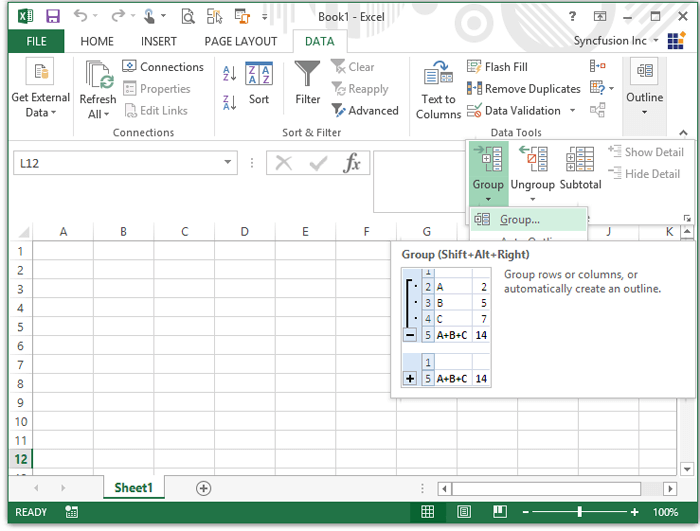 Book1 - Excel
FILE HOME INSERT PAGE LAYOUT DATA Syncfusion Inc
Get External Data
Refresh All
Connections
Properties
Edit Links
Connections
Sort
Filter
Clear
Reapply
Advanced
Sort & Filter
Text to Columns
Flash Fill
Remove Duplicates
Data Validation
Data Tools
Outline
L12
fx
Group
Ungroup
Subtotal
Show Detail
Hide Detail
Group...
A B C D E F G J K
Group (Shift+Alt+Right)
Group rows or columns, or
automatically create an outline.
1
2 A 2
3 B 5
4 C 7
5 A+B+C 14
1
5 A+B+C 14
1
2
3
4
5
6
7
8
9
10
11
12
Sheet1
READY 100%